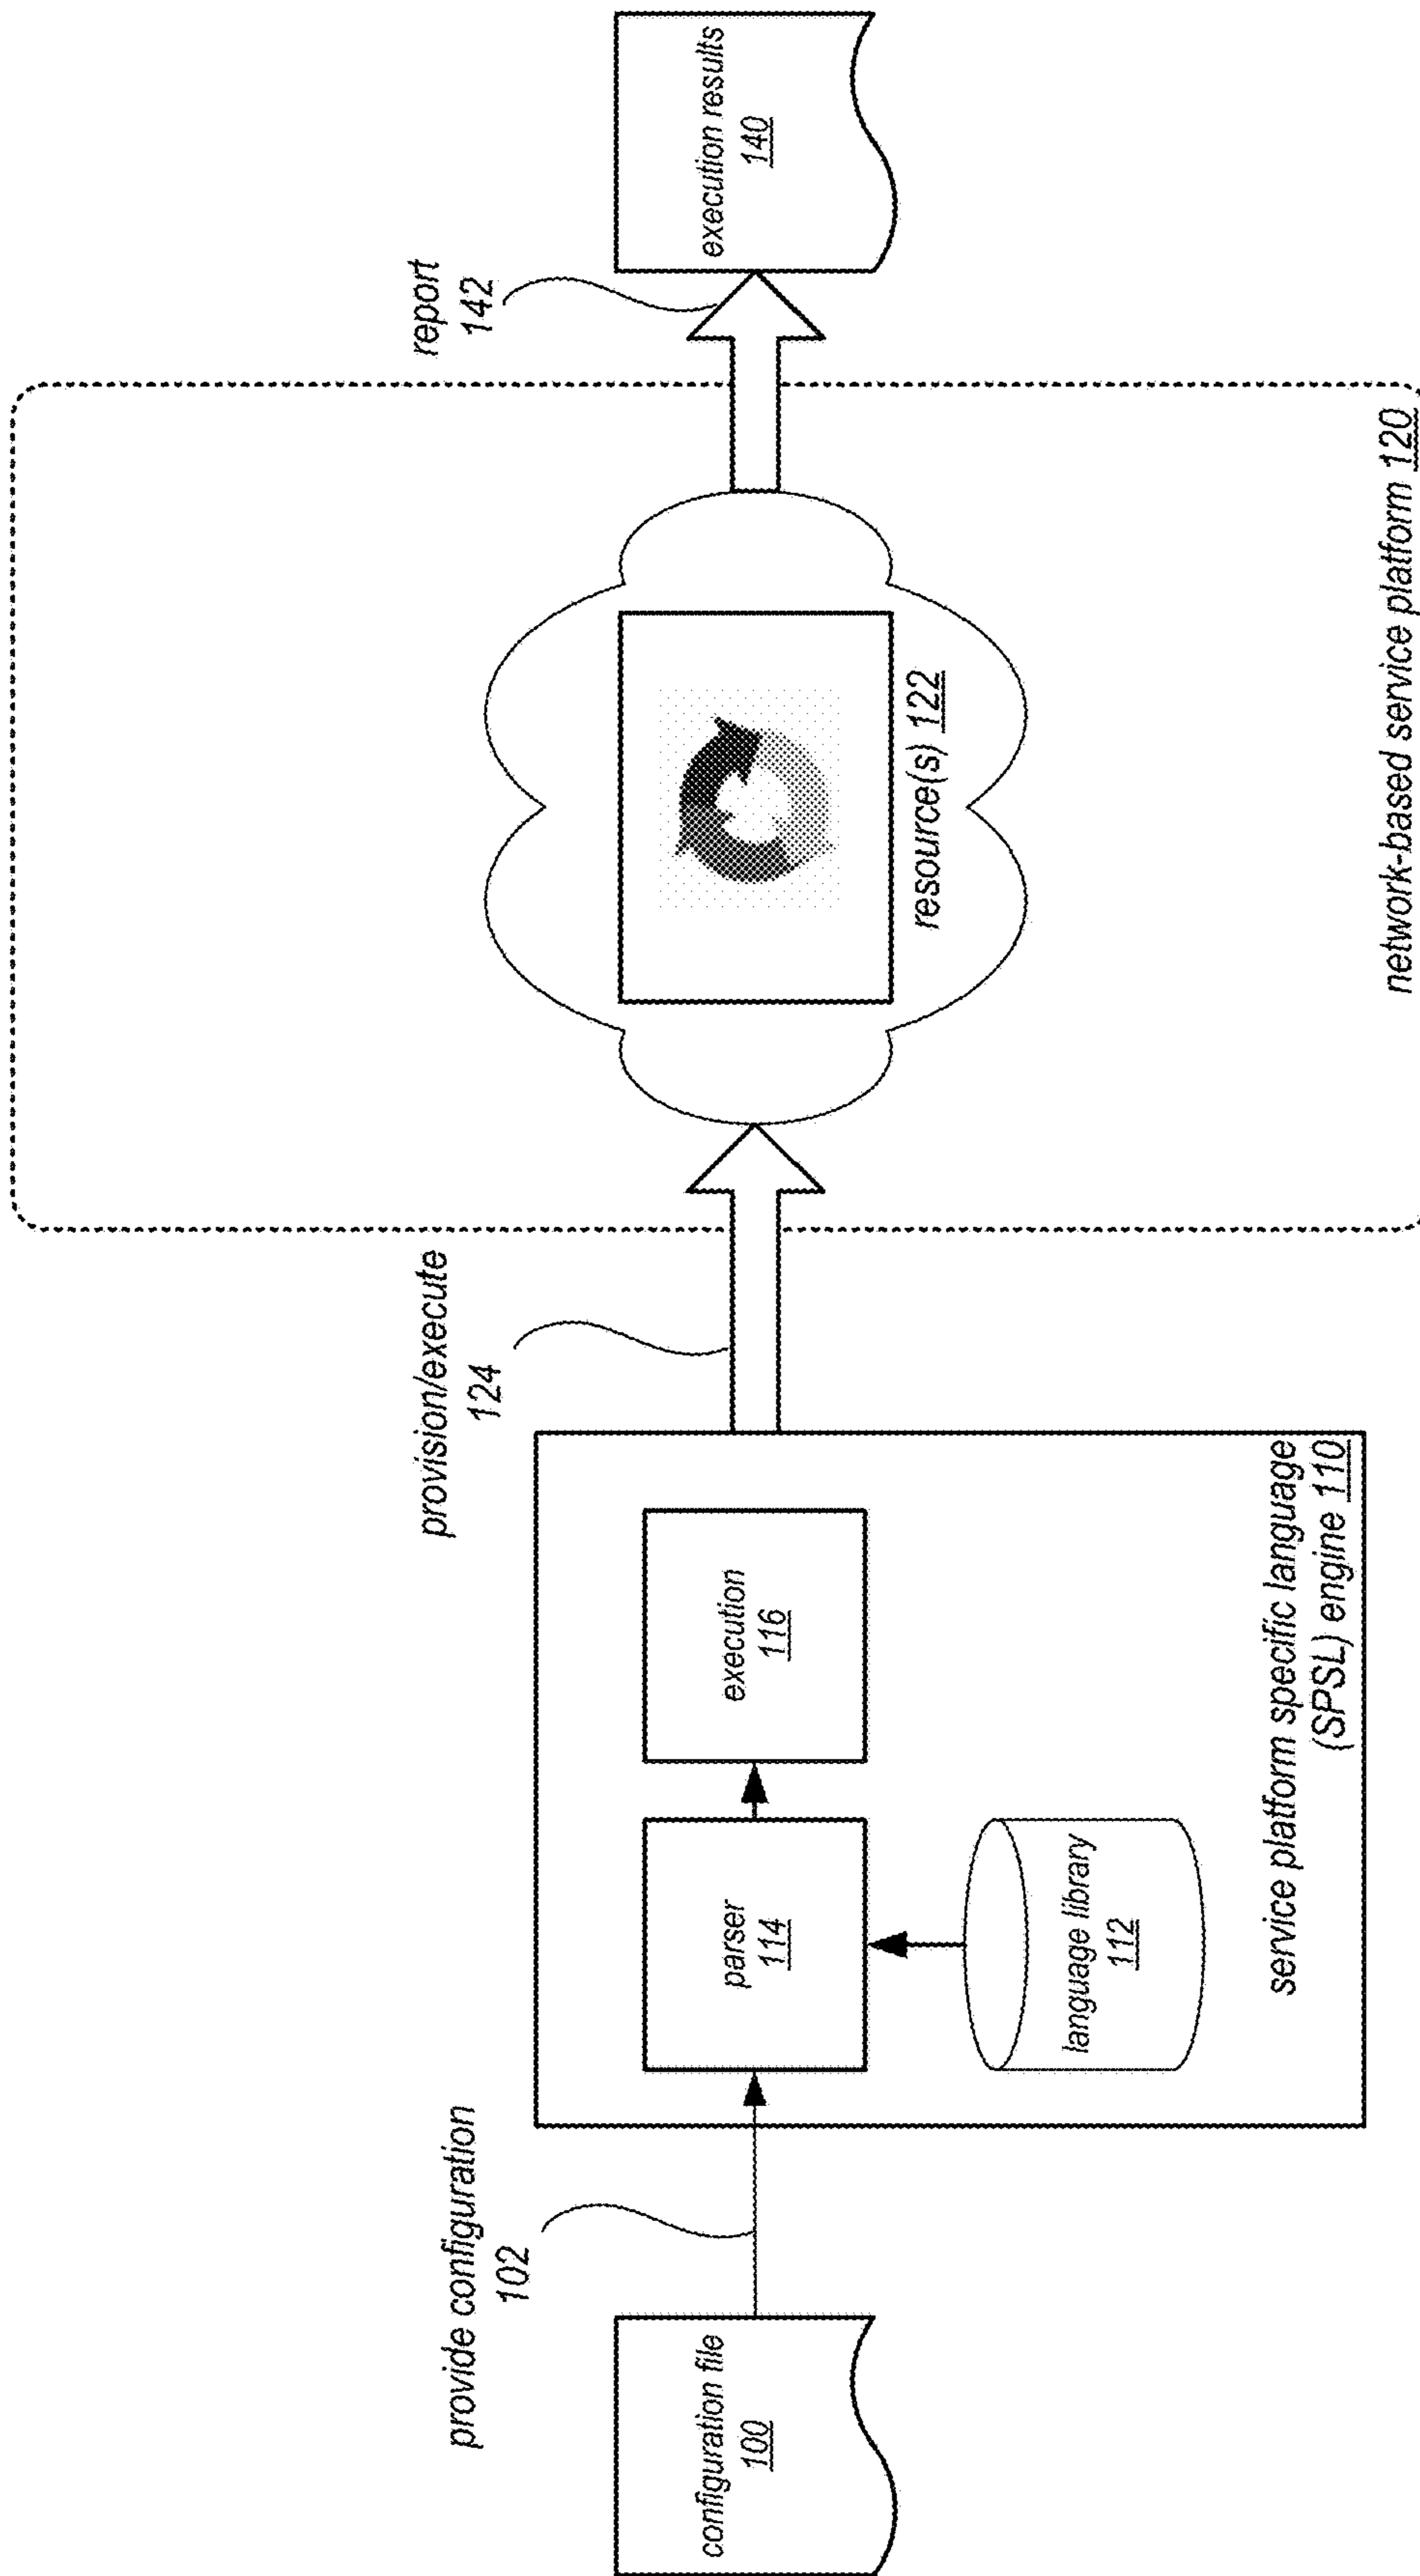 provide configuration
102
provision/execute
124
report
142
configuration file
100
parser
114
execution
116
language library
112
service platform specific language
(SPSL) engine 110
resource(s) 122
network-based service platform 120
execution results
140